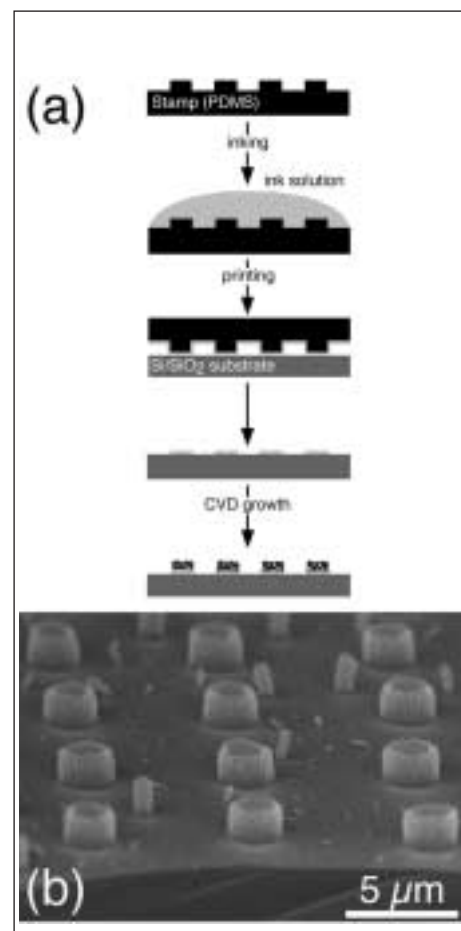 (a)
Stamp (PDMS)
inking
ink solution
printing
Si/SiO₂ substrate
CVD growth
(b)
5 μm